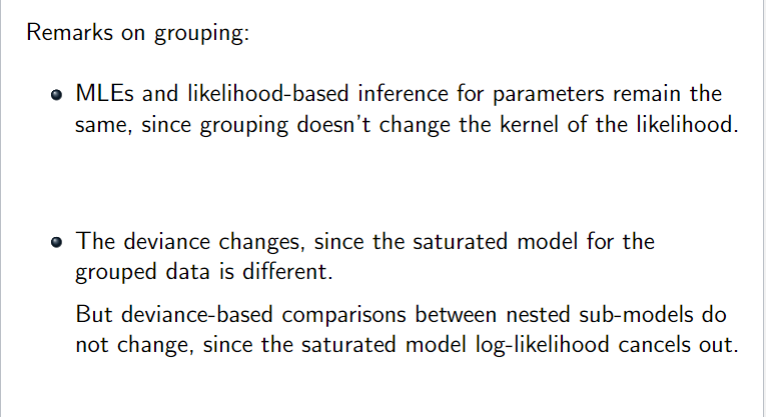 Remarks on grouping:
MLEs and likelihood-based inference for parameters remain the
same, since grouping doesn't change the kernel of the likelihood.
The deviance changes, since the saturated model for the
grouped data is different.
But deviance-based comparisons between nested sub-models do
not change, since the saturated model log-likelihood cancels out.